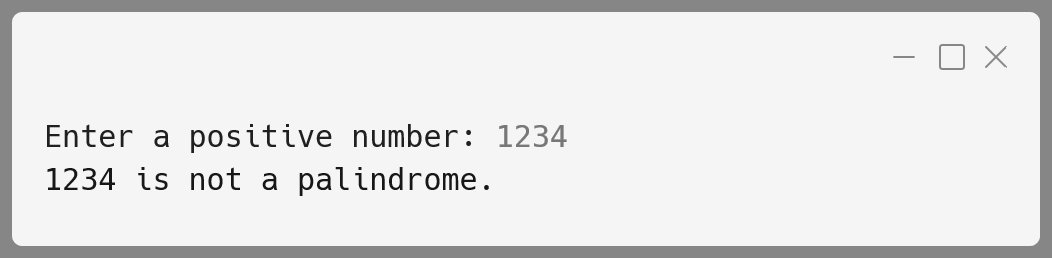 Enter a positive number: 1234
1234 is not a palindrome.